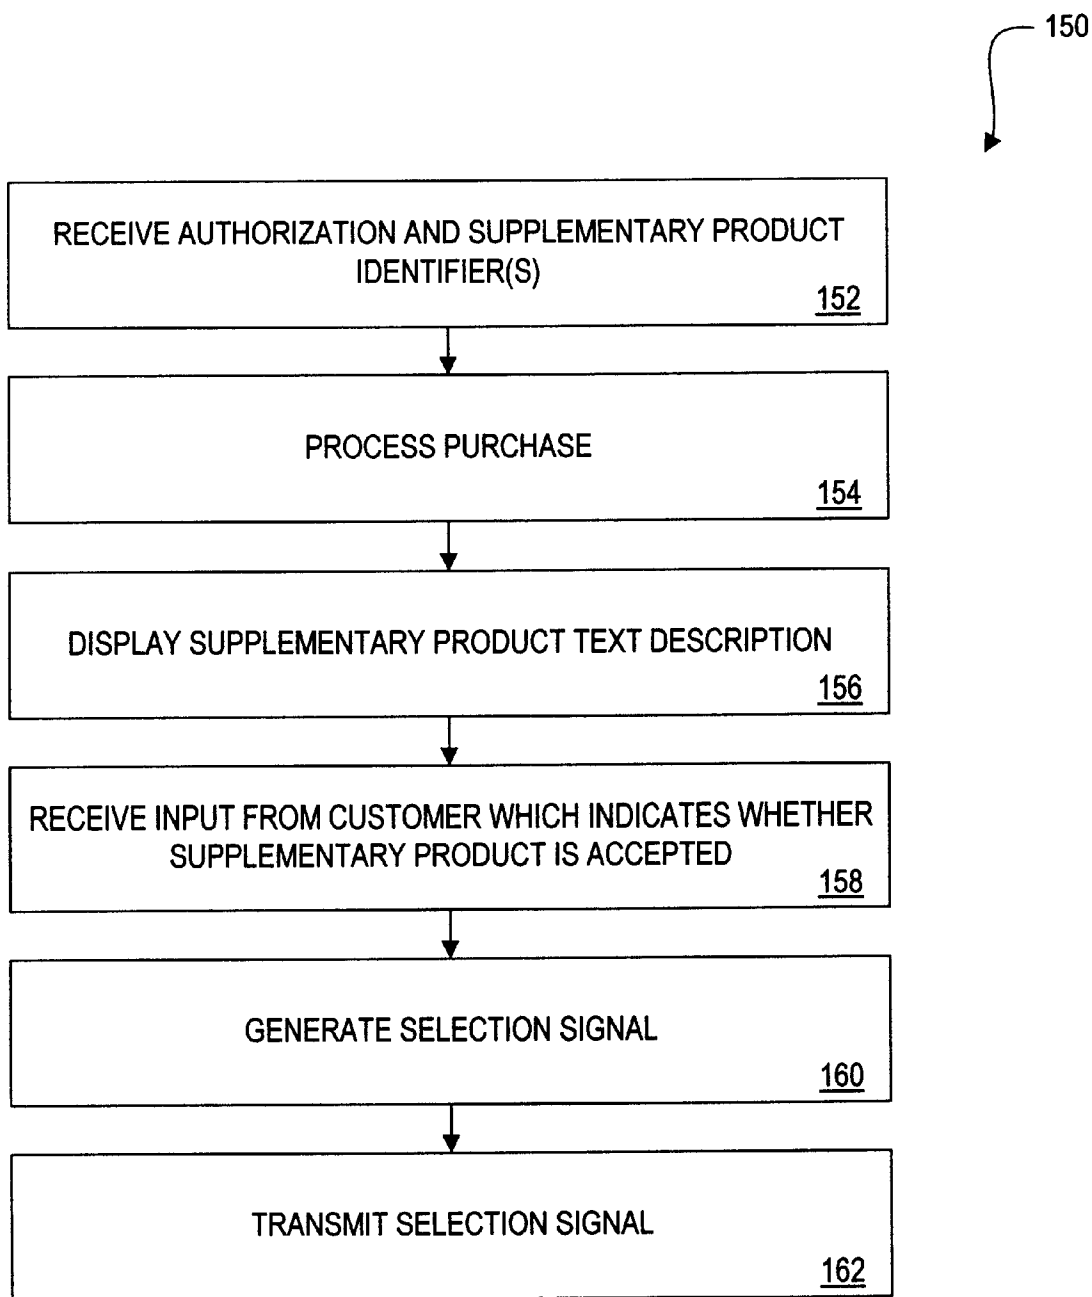 150
RECEIVE AUTHORIZATION AND SUPPLEMENTARY PRODUCT
IDENTIFIER(S)
152
PROCESS PURCHASE
154
DISPLAY SUPPLEMENTARY PRODUCT TEXT DESCRIPTION
156
RECEIVE INPUT FROM CUSTOMER WHICH INDICATES WHETHER
SUPPLEMENTARY PRODUCT IS ACCEPTED
158
GENERATE SELECTION SIGNAL
160
TRANSMIT SELECTION SIGNAL
162